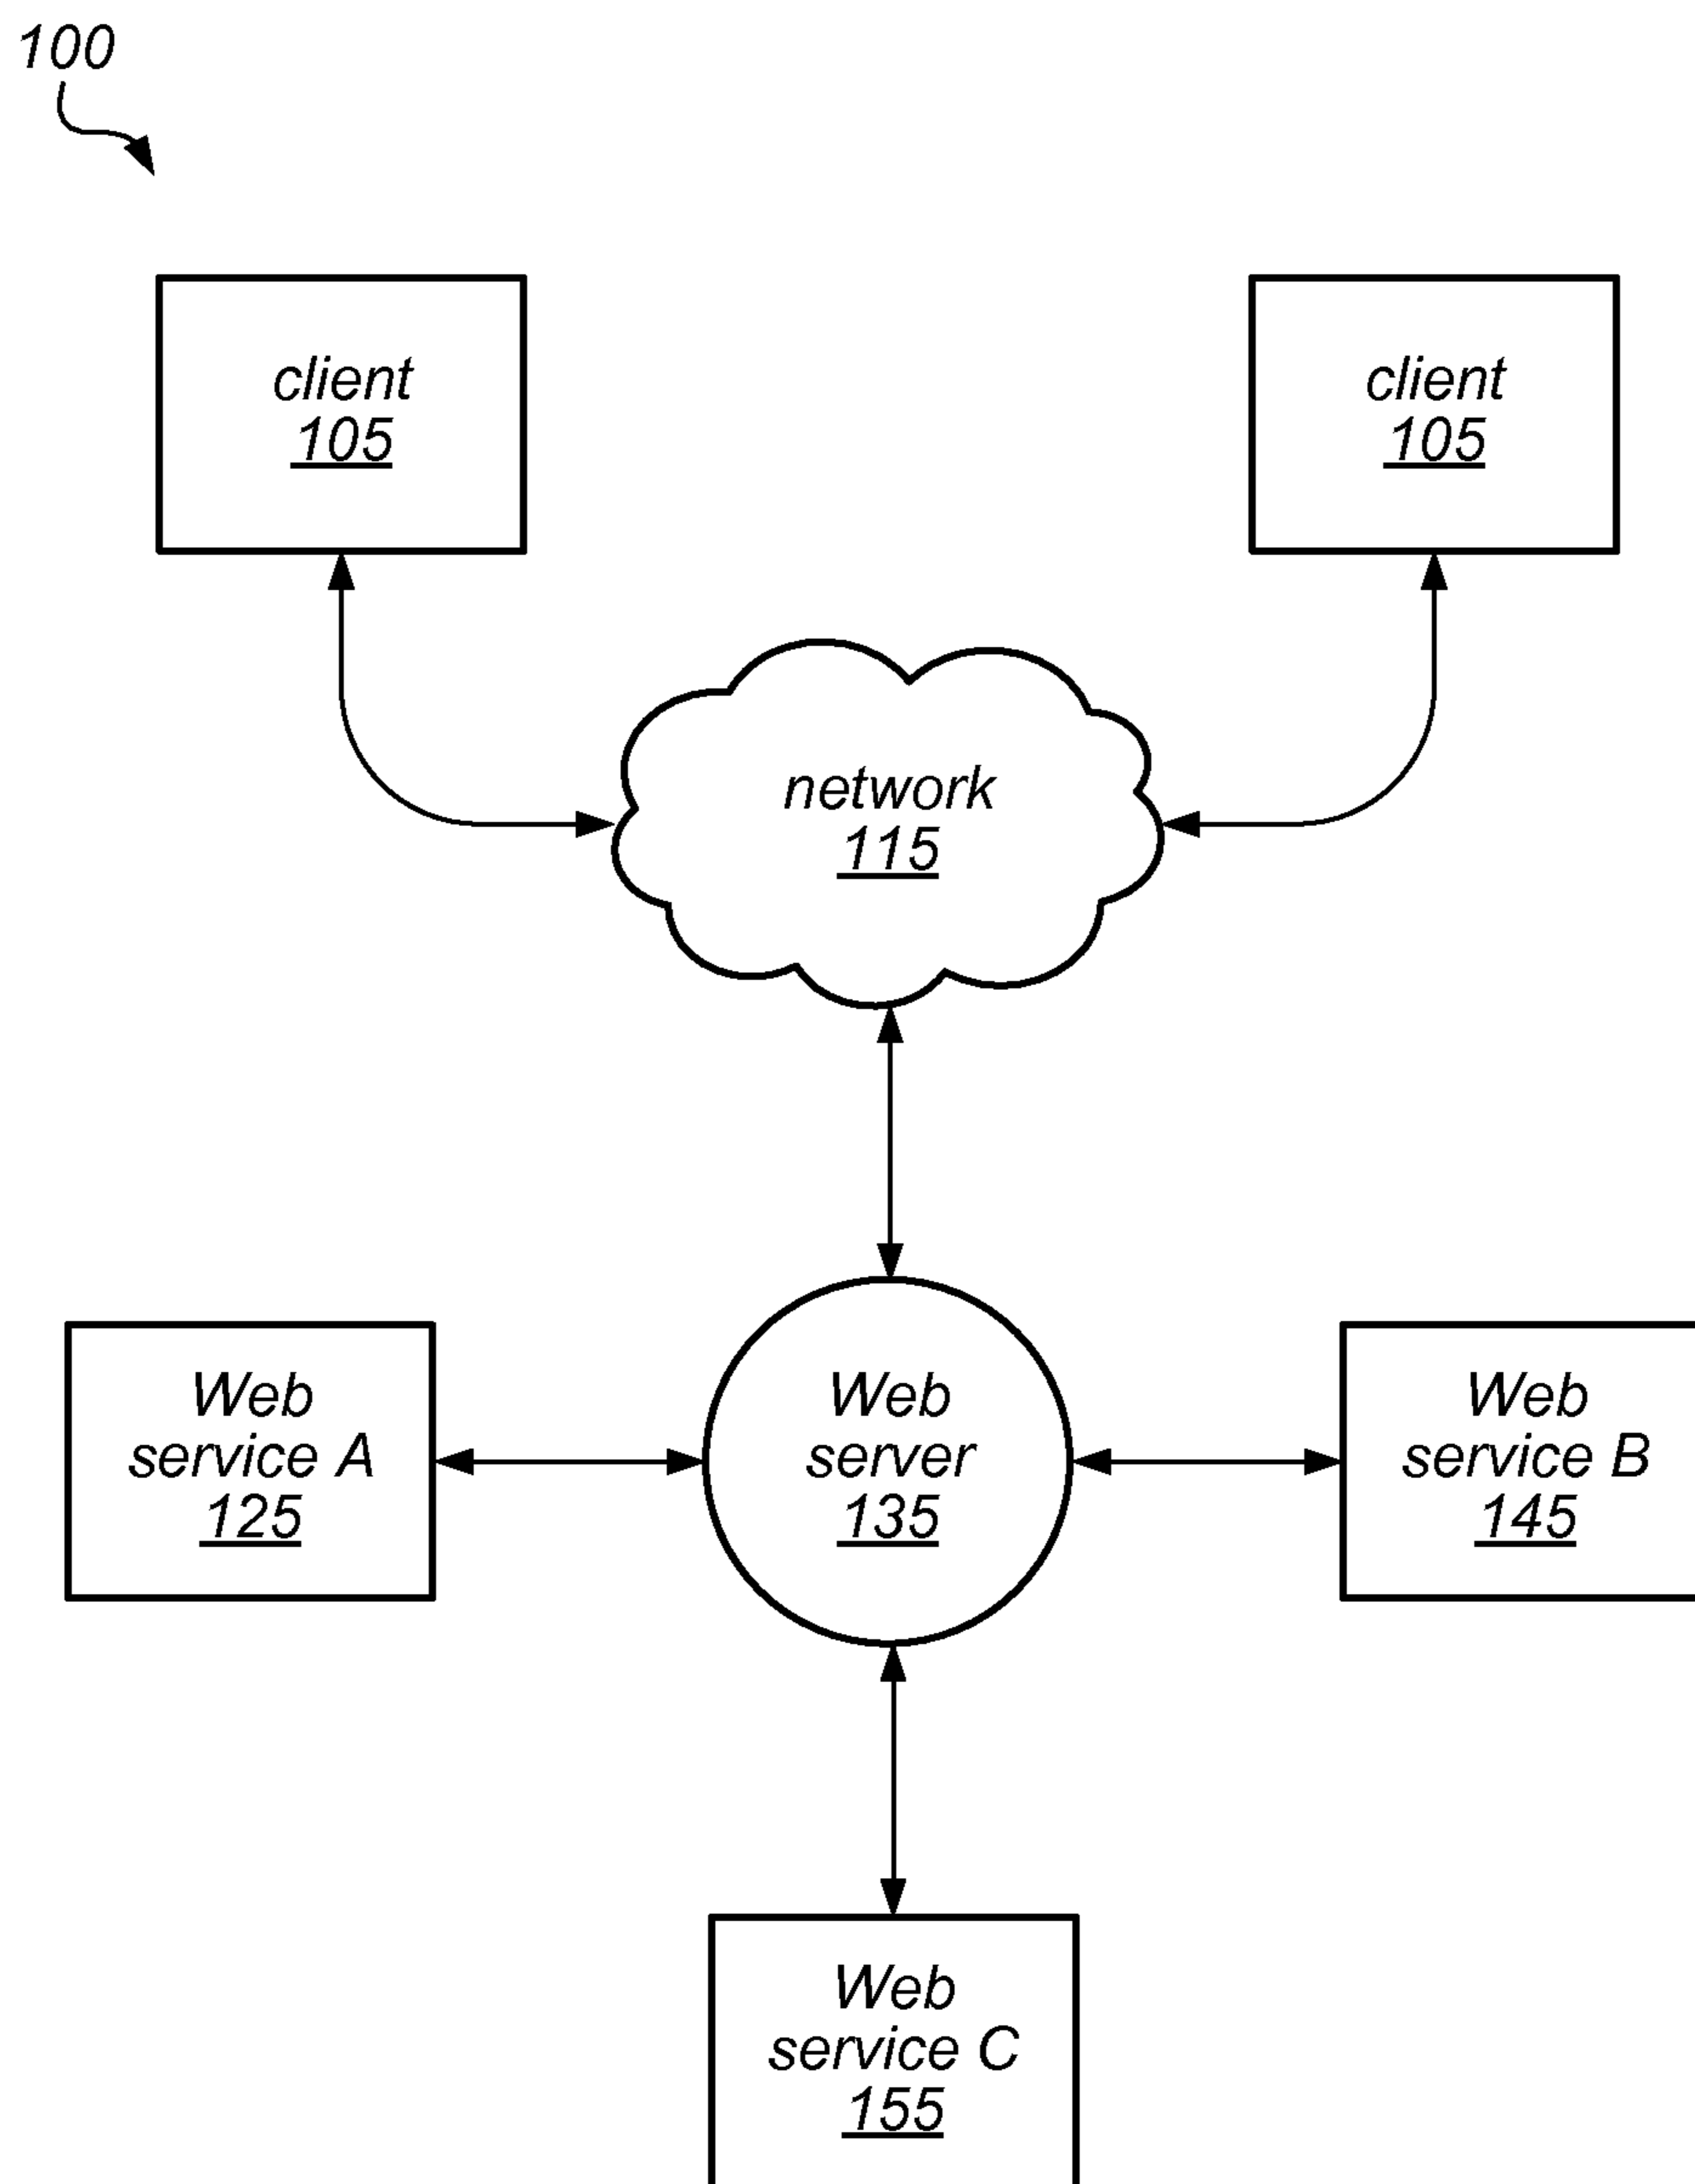 100
client
105
client
105
network
115
Web
service A
125
Web
server
135
Web
service B
145
Web
service C
155